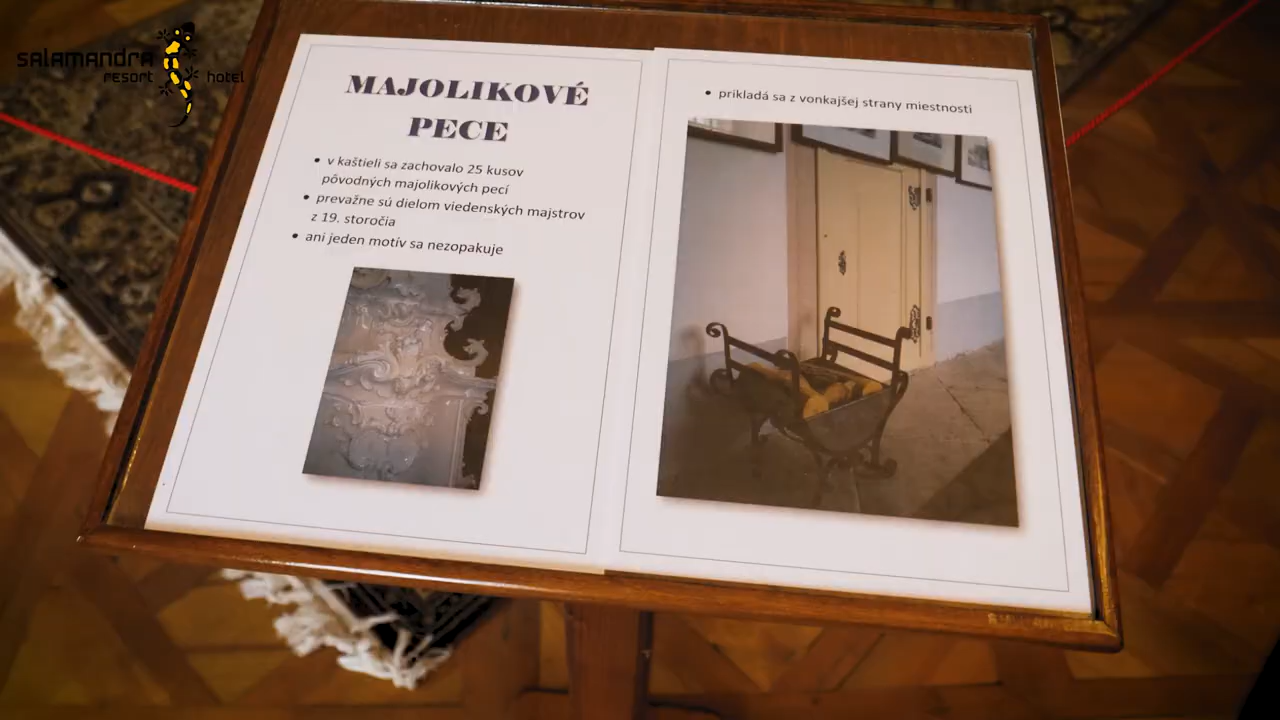 salamandra
resort hotel
MAJOLIKOVÉ
PECE
• v kaštieli sa zachovalo 25 kusov
pôvodných majolikových pecí
• prevažne sú dielom viedenských majstrov
z 19. storočia
• ani jeden motív sa nezopakuje
• prikladá sa z vonkajšej strany miestnosti